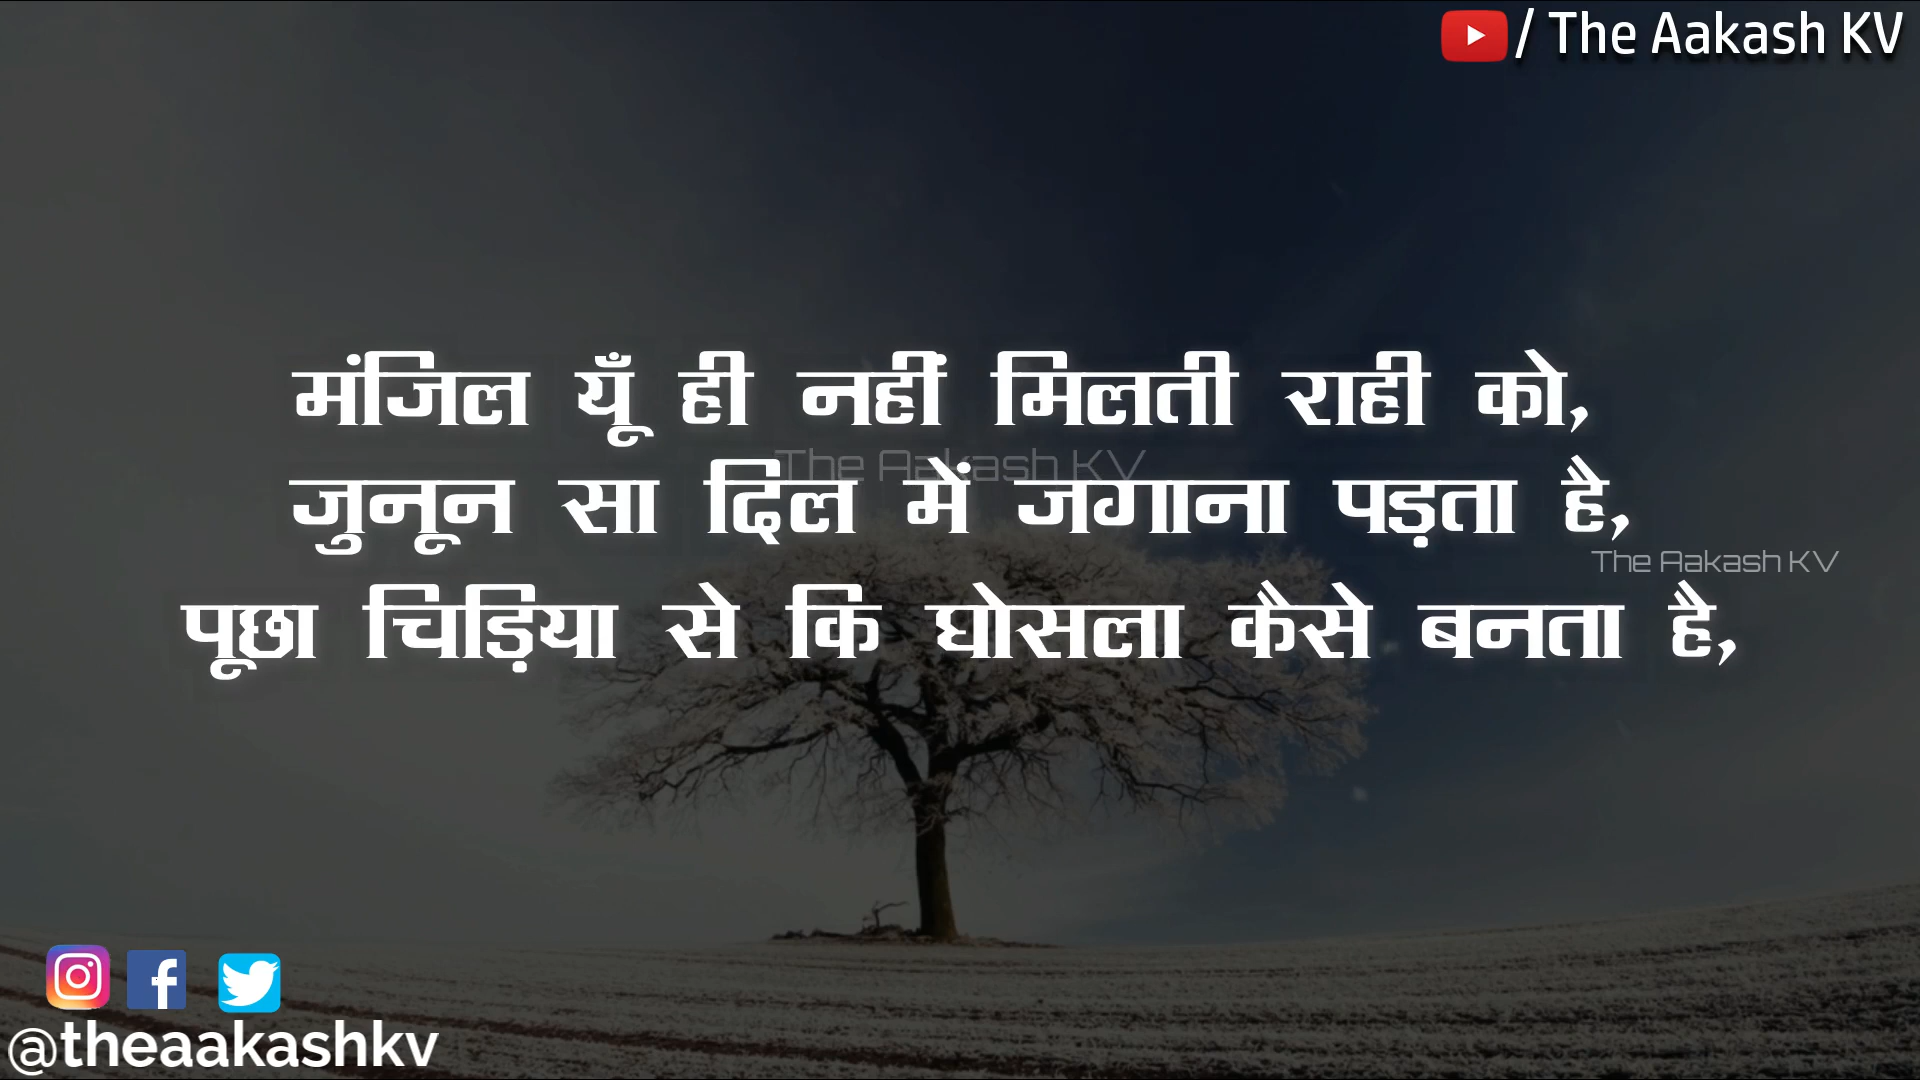 / The Aakash KV
मंजिल यूँ ही नहीं मिलती राही को,
The Aakash KV
जुनून सा दिल में जगाना पड़ता है,
The Aakash KV
पूछा चिड़िया से कि घोसला कैसे बनता है,
@theaakashkv